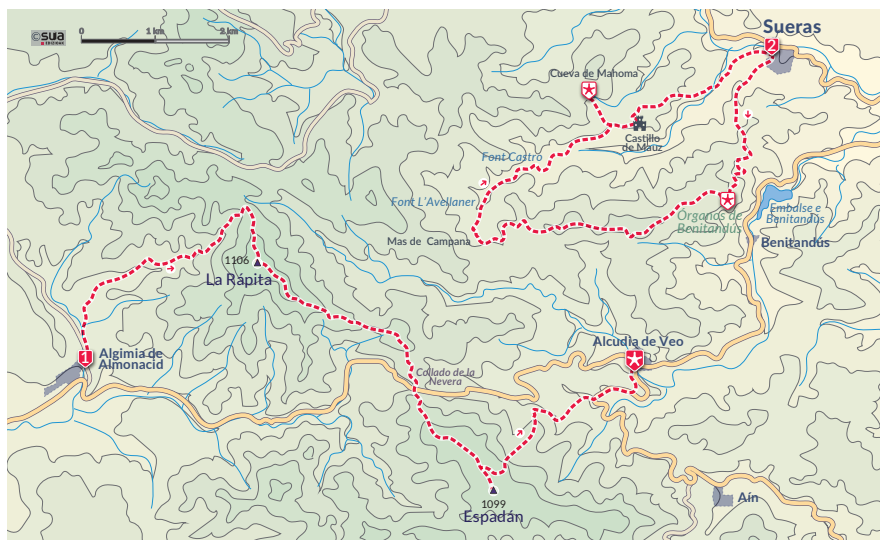 ©sua
EDIZIOAK
0
1 km
2 km
Sueras
2
Cueva de Mahoma
Castillo
de Mauz
Font Castro
Font L'Avellaner
Órganos de
Benitandús
Embalse e
Benitandús
Mas de Campana
Benitandús
1106
La Rápita
Algimia de
Almonacid
1
Alcudia de Veo
Collado de la
Nevera
1099
Espadán
Aín